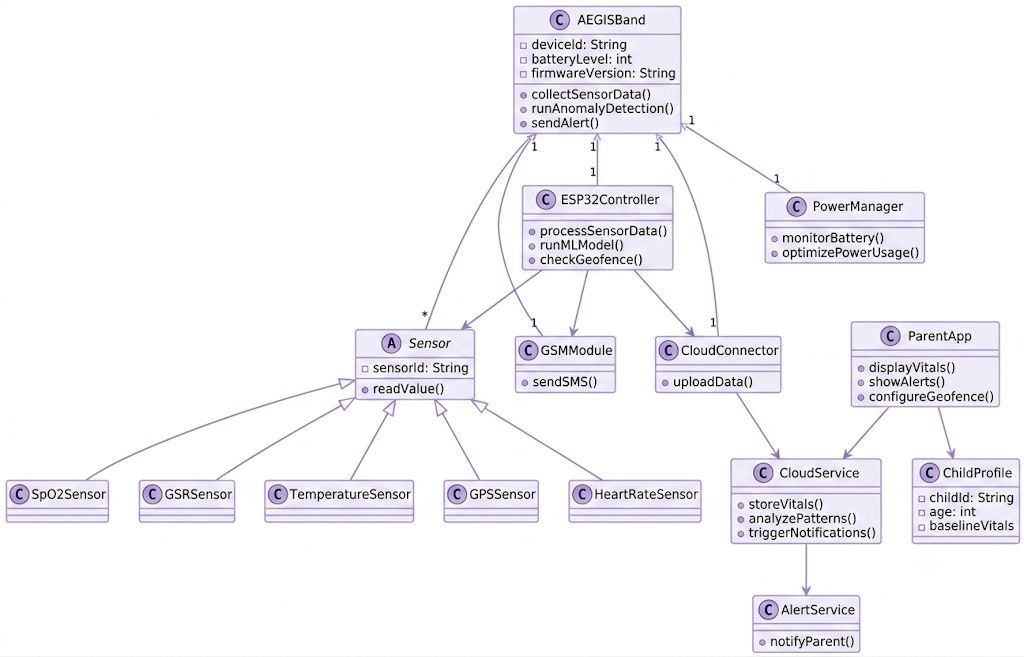 C AEGISBand
deviceId: String
batteryLevel: int
firmwareVersion: String
collectSensorData()
runAnomalyDetection()
sendAlert()
1
1
1
1
1
1
C ESP32Controller
processSensorData()
runMLModel()
checkGeofence()
C PowerManager
monitorBattery()
optimizePowerUsage()
*
1
1
A Sensor
sensorId: String
readValue()
C GSMModule
sendSMS()
C CloudConnector
uploadData()
C ParentApp
displayVitals()
showAlerts()
configureGeofence()
C SpO2Sensor
C GSRSensor
C TemperatureSensor
C GPSSensor
C HeartRateSensor
C CloudService
storeVitals()
analyzePatterns()
triggerNotifications()
C ChildProfile
childId: String
age: int
baselineVitals
C AlertService
notifyParent()